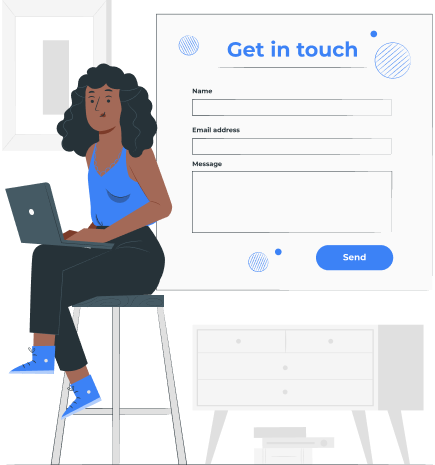 Get in touch
Name
Email address
Message
Send